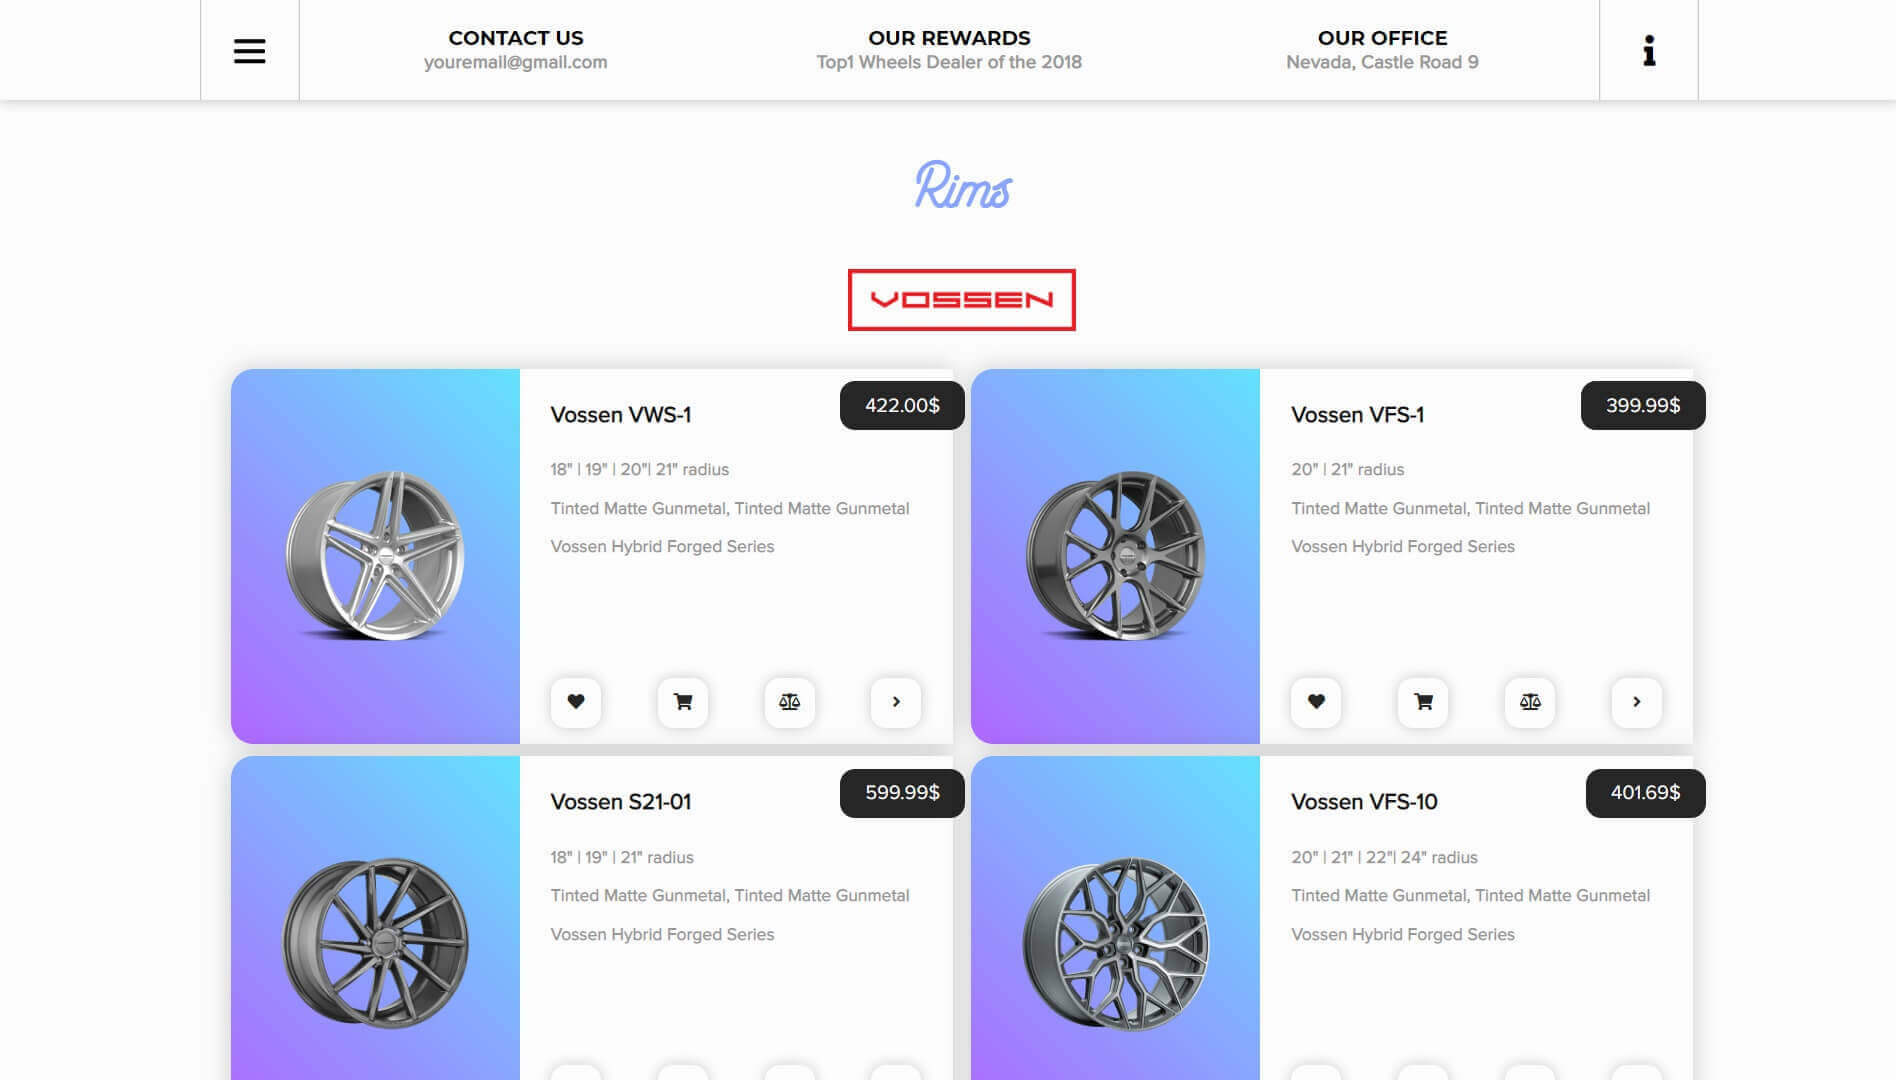 CONTACT US
youremail@gmail.com
OUR REWARDS
Top1 Wheels Dealer of the 2018
OUR OFFICE
Nevada, Castle Road 9
Rims
VOSSEN
Vossen VWS-1
422.00$
18" | 19" | 20"| 21" radius
Tinted Matte Gunmetal, Tinted Matte Gunmetal
Vossen Hybrid Forged Series
Vossen VFS-1
399.99$
20" | 21" radius
Tinted Matte Gunmetal, Tinted Matte Gunmetal
Vossen Hybrid Forged Series
Vossen S21-01
599.99$
18" | 19" | 21" radius
Tinted Matte Gunmetal, Tinted Matte Gunmetal
Vossen Hybrid Forged Series
Vossen VFS-10
401.69$
20" | 21" | 22"| 24" radius
Tinted Matte Gunmetal, Tinted Matte Gunmetal
Vossen Hybrid Forged Series